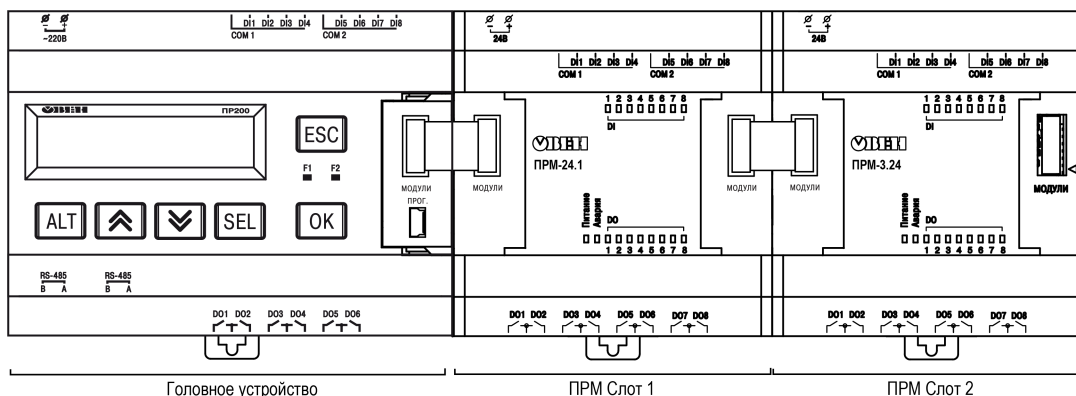 - +
~220В
DI1 DI2 DI3 DI4 DI5 DI6 DI7 DI8
COM 1 COM 2
- +
24В
DI1 DI2 DI3 DI4 DI5 DI6 DI7 DI8
COM 1 COM 2
- +
24В
DI1 DI2 DI3 DI4 DI5 DI6 DI7 DI8
COM 1 COM 2
ОВЕН ПР200
ESC
F1 F2
ALT SEL OK
МОДУЛИ
ПРОГ.
RS-485 RS-485
B A B A
DO1 DO2 DO3 DO4 DO5 DO6
МОДУЛИ
1 2 3 4 5 6 7 8
DI
ОВЕН
ПРМ-24.1
Питание
Авария
DO
1 2 3 4 5 6 7 8
МОДУЛИ
DO1 DO2 DO3 DO4 DO5 DO6 DO7 DO8
МОДУЛИ
1 2 3 4 5 6 7 8
DI
ОВЕН
ПРМ-3.24
Питание
Авария
DO
1 2 3 4 5 6 7 8
МОДУЛИ
DO1 DO2 DO3 DO4 DO5 DO6 DO7 DO8
Головное устройство ПРМ Слот 1 ПРМ Слот 2